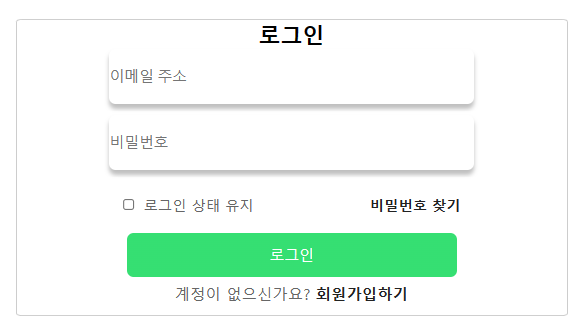 로그인
이메일 주소
비밀번호
로그인 상태 유지 비밀번호 찾기
로그인
계정이 없으신가요? 회원가입하기